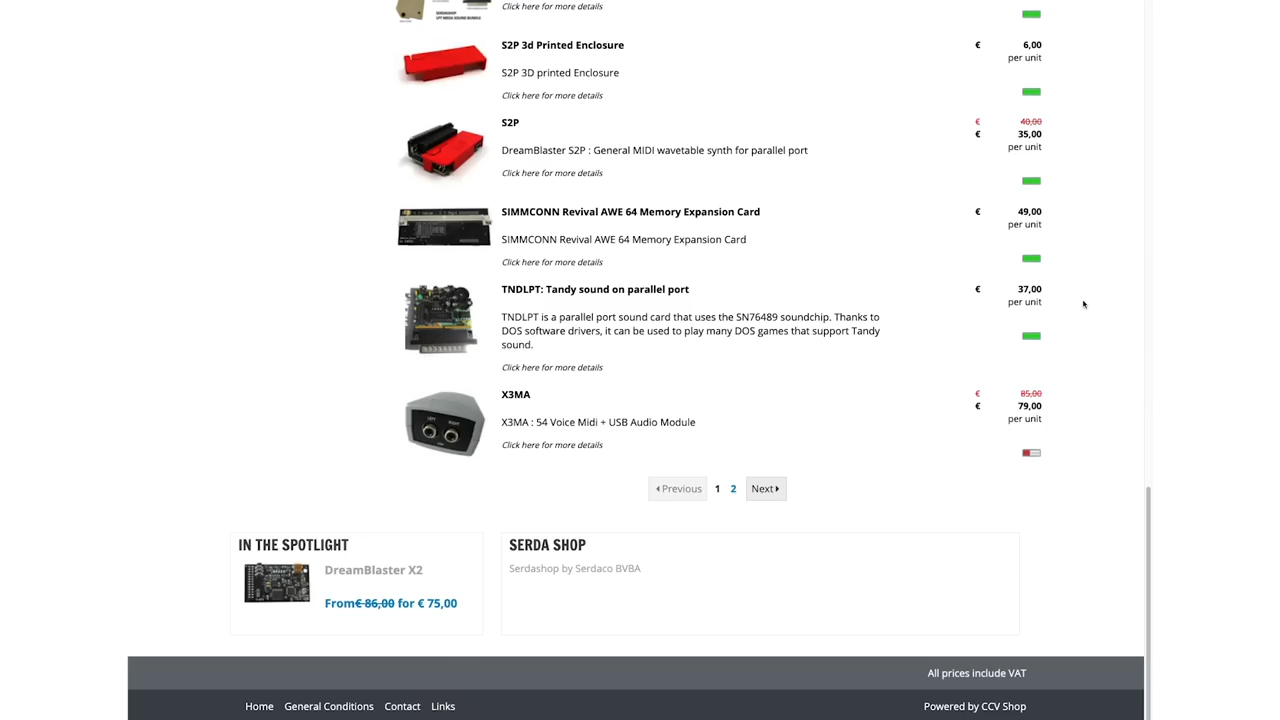 Click here for more details
S2P 3d Printed Enclosure
€ 6,00
per unit
S2P 3D printed Enclosure
Click here for more details
S2P
€ 40,00
€ 35,00
per unit
DreamBlaster S2P : General MIDI wavetable synth for parallel port
Click here for more details
SIMMCONN Revival AWE 64 Memory Expansion Card
€ 49,00
per unit
SIMMCONN Revival AWE 64 Memory Expansion Card
Click here for more details
TNDLPT: Tandy sound on parallel port
€ 37,00
per unit
TNDLPT is a parallel port sound card that uses the SN76489 soundchip. Thanks to
DOS software drivers, it can be used to play many DOS games that support Tandy
sound.
Click here for more details
X3MA
€ 85,00
€ 79,00
per unit
X3MA : 54 Voice Midi + USB Audio Module
Click here for more details
LEFT RIGHT
Previous 1 2 Next
IN THE SPOTLIGHT
DreamBlaster X2
From€ 86,00 for € 75,00
SERDA SHOP
Serdashop by Serdaco BVBA
All prices include VAT
Home General Conditions Contact Links
Powered by CCV Shop